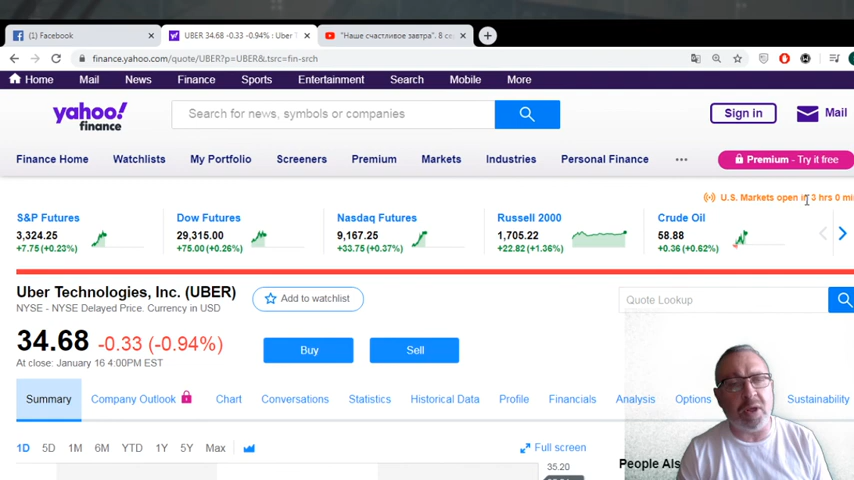 (1) Facebook
UBER 34.68 -0.33 -0.94% : Uber T
"Наше счастливое завтра". 8 се
finance.yahoo.com/quote/UBER?p=UBER&.tsrc=fin-srch
Home Mail News Finance Sports Entertainment Search Mobile More
yahoo!
finance
Search for news, symbols or companies
Sign in
Mail
Finance Home Watchlists My Portfolio Screeners Premium Markets Industries Personal Finance ...
Premium - Try it free
U.S. Markets open in 3 hrs 0 mi
S&P Futures Dow Futures Nasdaq Futures Russell 2000 Crude Oil
3,324.25 29,315.00 9,167.25 1,705.22 58.88
+7.75 (+0.23%) +75.00 (+0.26%) +33.75 (+0.37%) +22.82 (+1.36%) +0.36 (+0.62%)
Uber Technologies, Inc. (UBER)
NYSE - NYSE Delayed Price. Currency in USD
Add to watchlist
Quote Lookup
34.68 -0.33 (-0.94%)
At close: January 16 4:00PM EST
Buy
Sell
Summary Company Outlook Chart Conversations Statistics Historical Data Profile Financials Analysis Options Sustainability
1D 5D 1M 6M YTD 1Y 5Y Max
Full screen
35.20
People Als